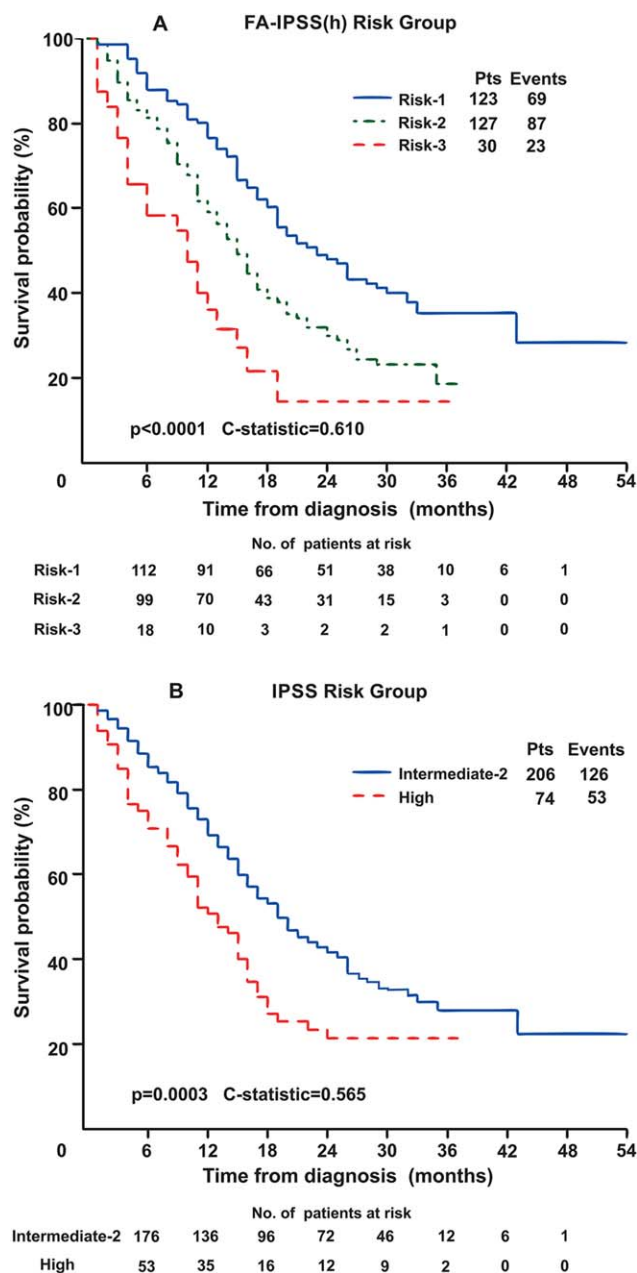 A FA-IPSS(h) Risk Group
Pts Events
Risk-1 123 69
Risk-2 127 87
Risk-3 30 23
Survival probability (%)
100
80
60
40
20
0
p<0.0001 C-statistic=0.610
6 12 18 24 30 36 42 48 54
Time from diagnosis (months)
No. of patients at risk
Risk-1 112 91 66 51 38 10 6 1
Risk-2 99 70 43 31 15 3 0 0
Risk-3 18 10 3 2 2 1 0 0
B IPSS Risk Group
Pts Events
Intermediate-2 206 126
High 74 53
Survival probability (%)
100
80
60
40
20
0
p=0.0003 C-statistic=0.565
6 12 18 24 30 36 42 48 54
Time from diagnosis (months)
No. of patients at risk
Intermediate-2 176 136 96 72 46 12 6 1
High 53 35 16 12 9 2 0 0